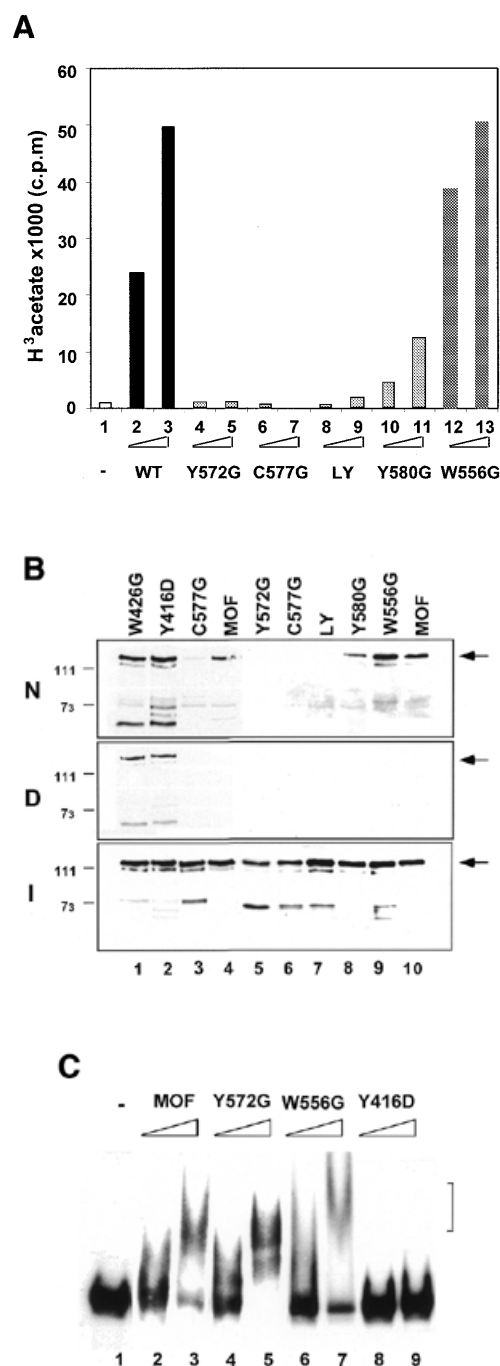 A
H³acetate x1000 (c.p.m)
60
50
40
30
20
10
0
1 2 3 4 5 6 7 8 9 10 11 12 13
- WT Y572G C577G LY Y580G W556G
B
W426G Y416D C577G MOF Y572G C577G LY Y580G W556G MOF
N
111
73
D
111
73
I
111
73
1 2 3 4 5 6 7 8 9 10
C
- MOF Y572G W556G Y416D
1 2 3 4 5 6 7 8 9